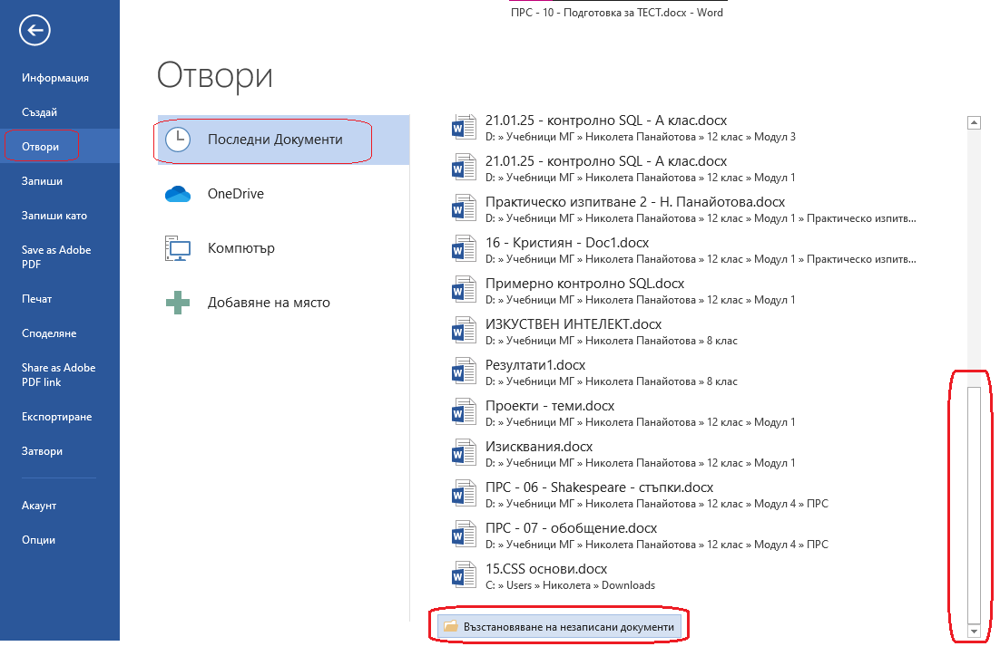 ПРС - 10 - Подготовка за ТЕСТ.docx - Word
Информация
Създай
Отвори
Запиши
Запиши като
Save as Adobe
PDF
Печат
Споделяне
Share as Adobe
PDF link
Експортиране
Затвори
Акаунт
Опции
Отвори
Последни Документи
OneDrive
Компютър
Добавяне на място
21.01.25 - контролно SQL - А клас.docx
D: » Учебници МГ » Николета Панайотова » 12 клас » Модул 3
21.01.25 - контролно SQL - А клас.docx
D: » Учебници МГ » Николета Панайотова » 12 клас » Модул 1
Практическо изпитване 2 - Н. Панайотова.docx
D: » Учебници МГ » Николета Панайотова » 12 клас » Модул 1 » Практическо изпитв...
16 - Кристиян - Doc1.docx
D: » Учебници МГ » Николета Панайотова » 12 клас » Модул 1 » Практическо изпитв...
Примерно контролно SQL.docx
D: » Учебници МГ » Николета Панайотова » 12 клас » Модул 1
ИЗКУСТВЕН ИНТЕЛЕКТ.docx
D: » Учебници МГ » Николета Панайотова » 8 клас
Резултати1.docx
D: » Учебници МГ » Николета Панайотова » 8 клас
Проекти - теми.docx
D: » Учебници МГ » Николета Панайотова » 12 клас » Модул 1
Изисквания.docx
D: » Учебници МГ » Николета Панайотова » 12 клас » Модул 1
ПРС - 06 - Shakespeare - стъпки.docx
D: » Учебници МГ » Николета Панайотова » 12 клас » Модул 4 » ПРС
ПРС - 07 - обобщение.docx
D: » Учебници МГ » Николета Панайотова » 12 клас » Модул 4 » ПРС
15.CSS основи.docx
C: » Users » Николета » Downloads
Възстановяване на незаписани документи